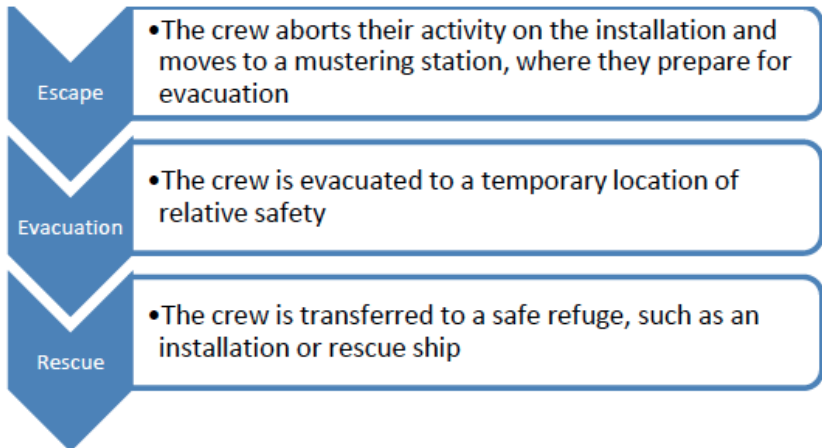 Escape
•The crew aborts their activity on the installation and
moves to a mustering station, where they prepare for
evacuation
Evacuation
•The crew is evacuated to a temporary location of
relative safety
Rescue
•The crew is transferred to a safe refuge, such as an
installation or rescue ship